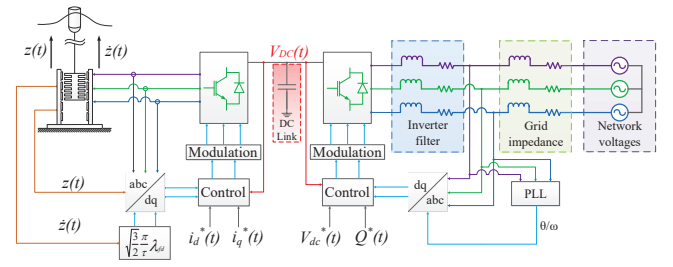 z(t)
ż(t)
V_DC(t)
DC
Link
Inverter
filter
Grid
impedance
Network
voltages
Modulation
Modulation
z(t)
abc
dq
Control
Control
dq
abc
PLL
ż(t)
√3/2 π/τ λ_fd
i_d*(t)
i_q*(t)
V_dc*(t)
Q*(t)
θ/ω